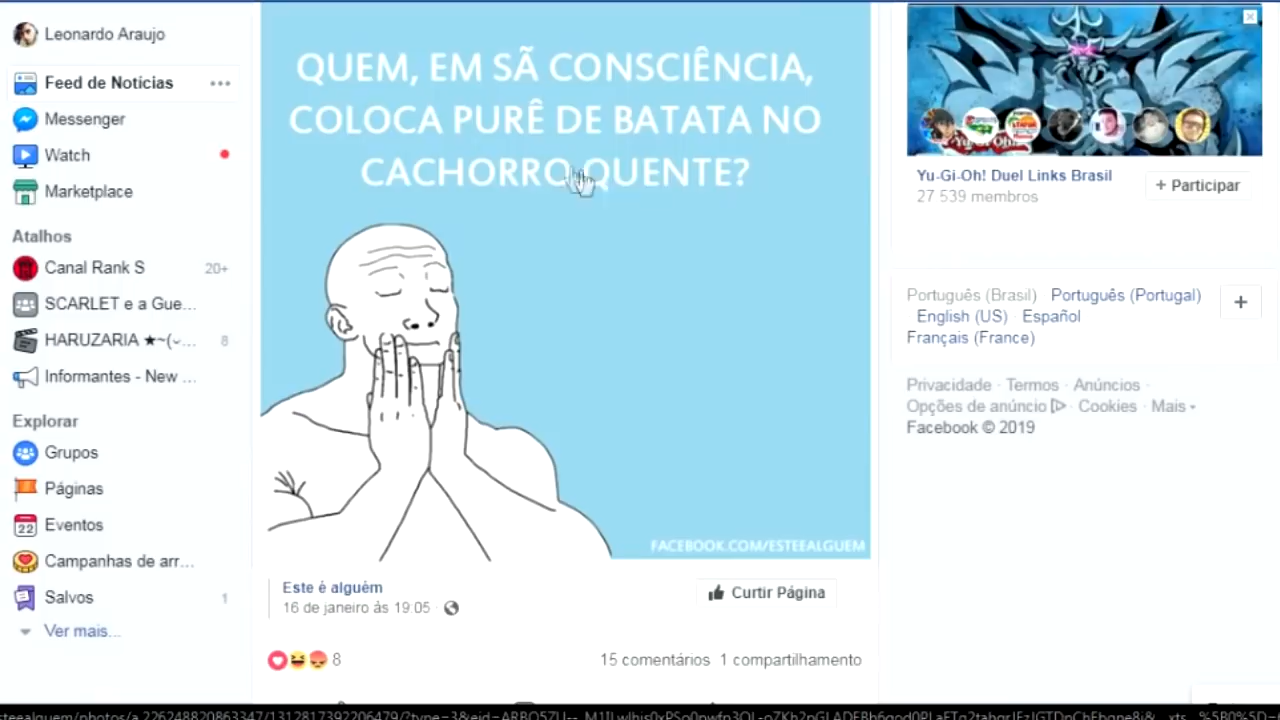 Leonardo Araujo
Feed de Notícias
Messenger
Watch
Marketplace
Atalhos
Canal Rank S 20+
SCARLET e a Gue...
HARUZARIA ★~(⌣... 8
Informantes - New ...
Explorar
Grupos
Páginas
22 Eventos
Campanhas de arr...
Salvos 1
Ver mais...
QUEM, EM SÃ CONSCIÊNCIA,
COLOCA PURÊ DE BATATA NO
CACHORRO QUENTE?
FACEBOOK.COM/ESTEEALGUEM
Este é alguém
16 de janeiro às 19:05
Curtir Página
8
15 comentários 1 compartilhamento
Yu-Gi-Oh! Duel Links Brasil
27 539 membros
+ Participar
Português (Brasil) Português (Portugal)
English (US) · Español
Français (France)
+
Privacidade · Termos · Anúncios ·
Opções de anúncio · Cookies · Mais
Facebook © 2019